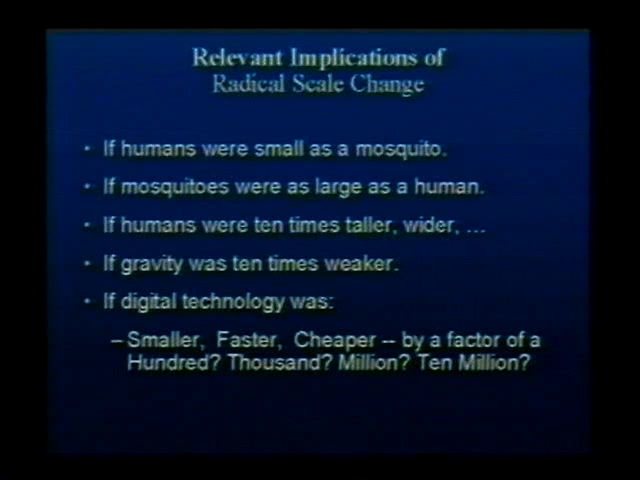 Relevant Implications of
Radical Scale Change
• If humans were small as a mosquito.
• If mosquitoes were as large as a human.
• If humans were ten times taller, wider, ...
• If gravity was ten times weaker.
• If digital technology was:
– Smaller, Faster, Cheaper -- by a factor of a
Hundred? Thousand? Million? Ten Million?